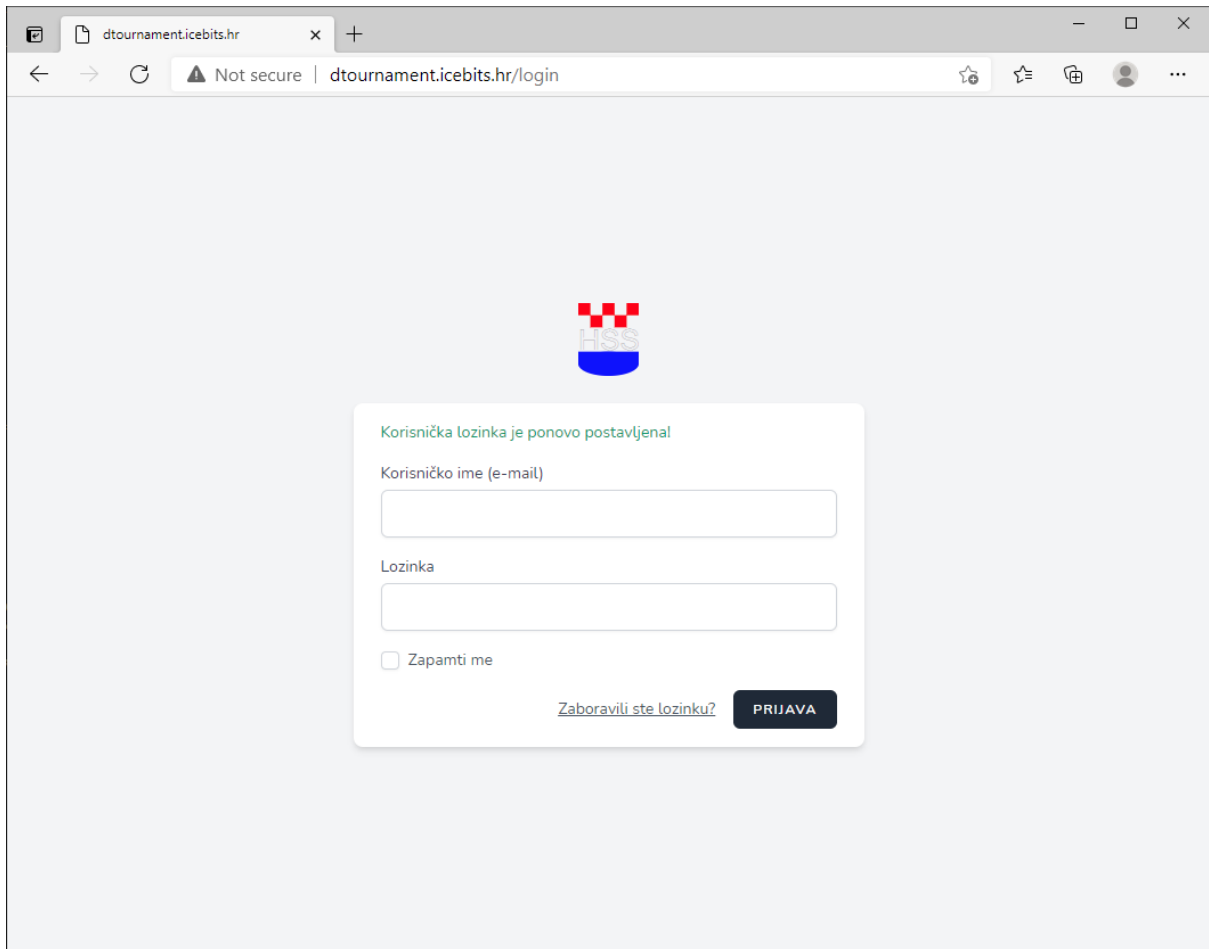 dtournament.icebits.hr
Not secure | dtournament.icebits.hr/login
HSS
Korisnička lozinka je ponovo postavljena!
Korisničko ime (e-mail)
Lozinka
Zapamti me
Zaboravili ste lozinku? PRIJAVA